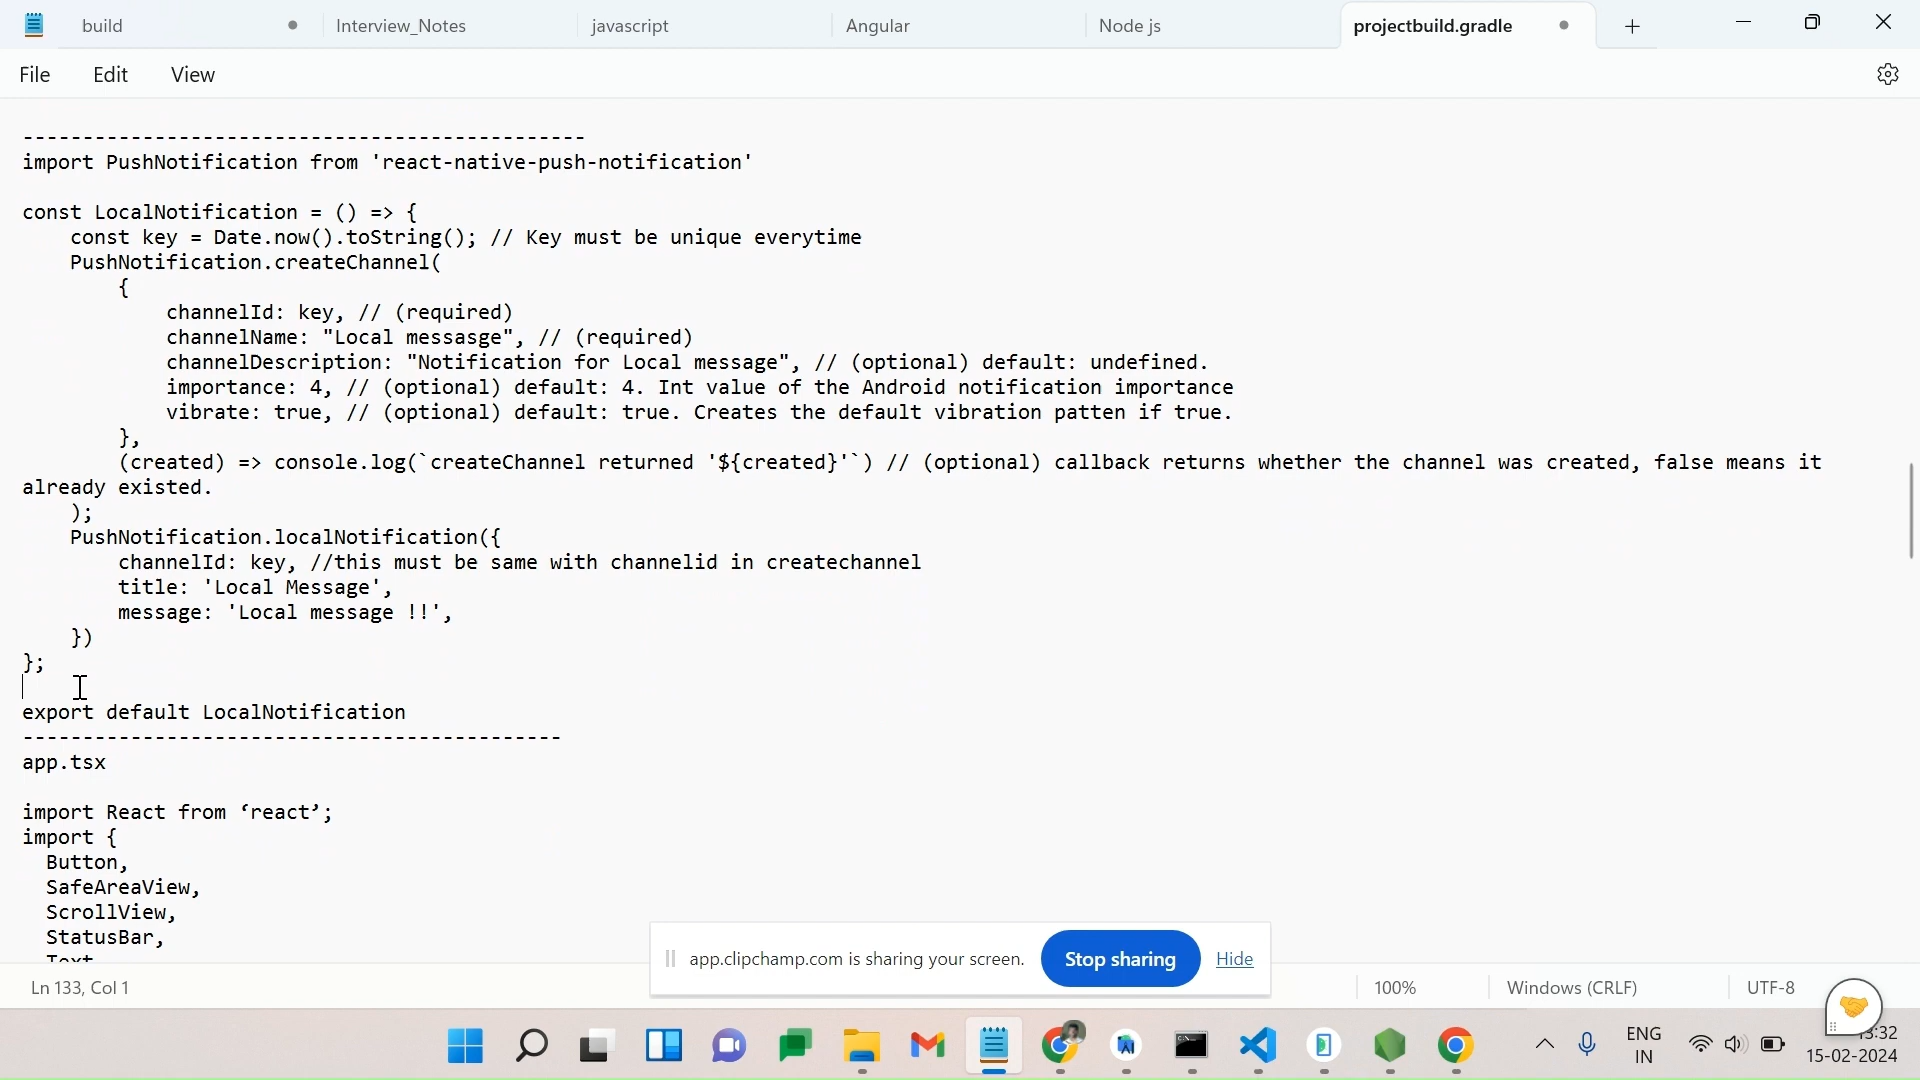 build
Interview_Notes
javascript
Angular
Node js
projectbuild.gradle
File
Edit
View
-----------------------------------------------
import PushNotification from 'react-native-push-notification'
const LocalNotification = () => {
const key = Date.now().toString(); // Key must be unique everytime
PushNotification.createChannel(
{
channelId: key, // (required)
channelName: "Local messasge", // (required)
channelDescription: "Notification for Local message", // (optional) default: undefined.
importance: 4, // (optional) default: 4. Int value of the Android notification importance
vibrate: true, // (optional) default: true. Creates the default vibration patten if true.
},
(created) => console.log(`createChannel returned '${created}'`) // (optional) callback returns whether the channel was created, false means it
already existed.
);
PushNotification.localNotification({
channelId: key, //this must be same with channelid in createchannel
title: 'Local Message',
message: 'Local message !!',
})
};
export default LocalNotification
---------------------------------------------
app.tsx
import React from ‘react’;
import {
Button,
SafeAreaView,
ScrollView,
StatusBar,
Text
app.clipchamp.com is sharing your screen.
Stop sharing
Hide
Ln 133, Col 1
100%
Windows (CRLF)
UTF-8
ENG
IN
3:32
15-02-2024